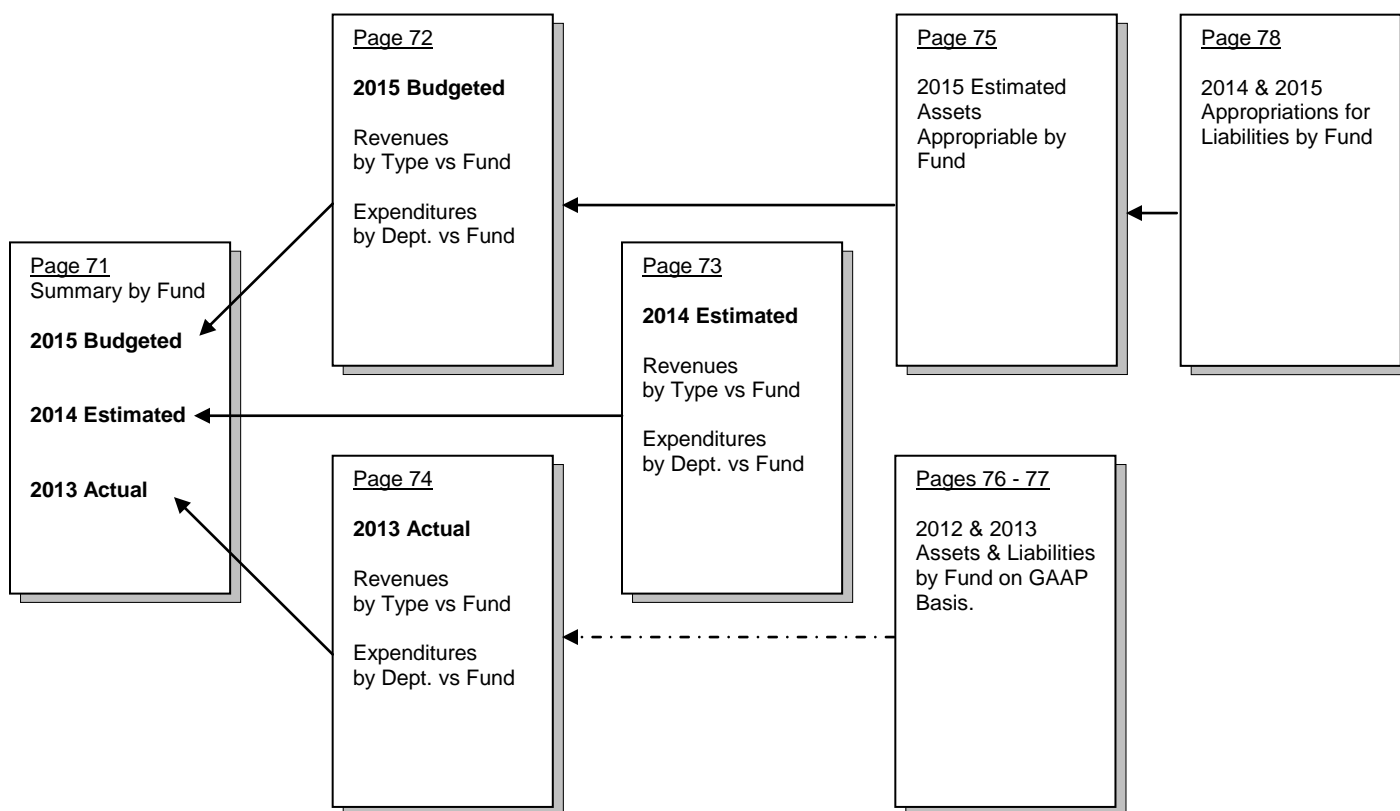 Page 72
2015 Budgeted
Revenues
by Type vs Fund
Expenditures
by Dept. vs Fund
Page 75
2015 Estimated
Assets
Appropriable by
Fund
Page 78
2014 & 2015
Appropriations for
Liabilities by Fund
Page 71
Summary by Fund
2015 Budgeted
2014 Estimated
2013 Actual
Page 73
2014 Estimated
Revenues
by Type vs Fund
Expenditures
by Dept. vs Fund
Page 74
2013 Actual
Revenues
by Type vs Fund
Expenditures
by Dept. vs Fund
Pages 76 - 77
2012 & 2013
Assets & Liabilities
by Fund on GAAP
Basis.